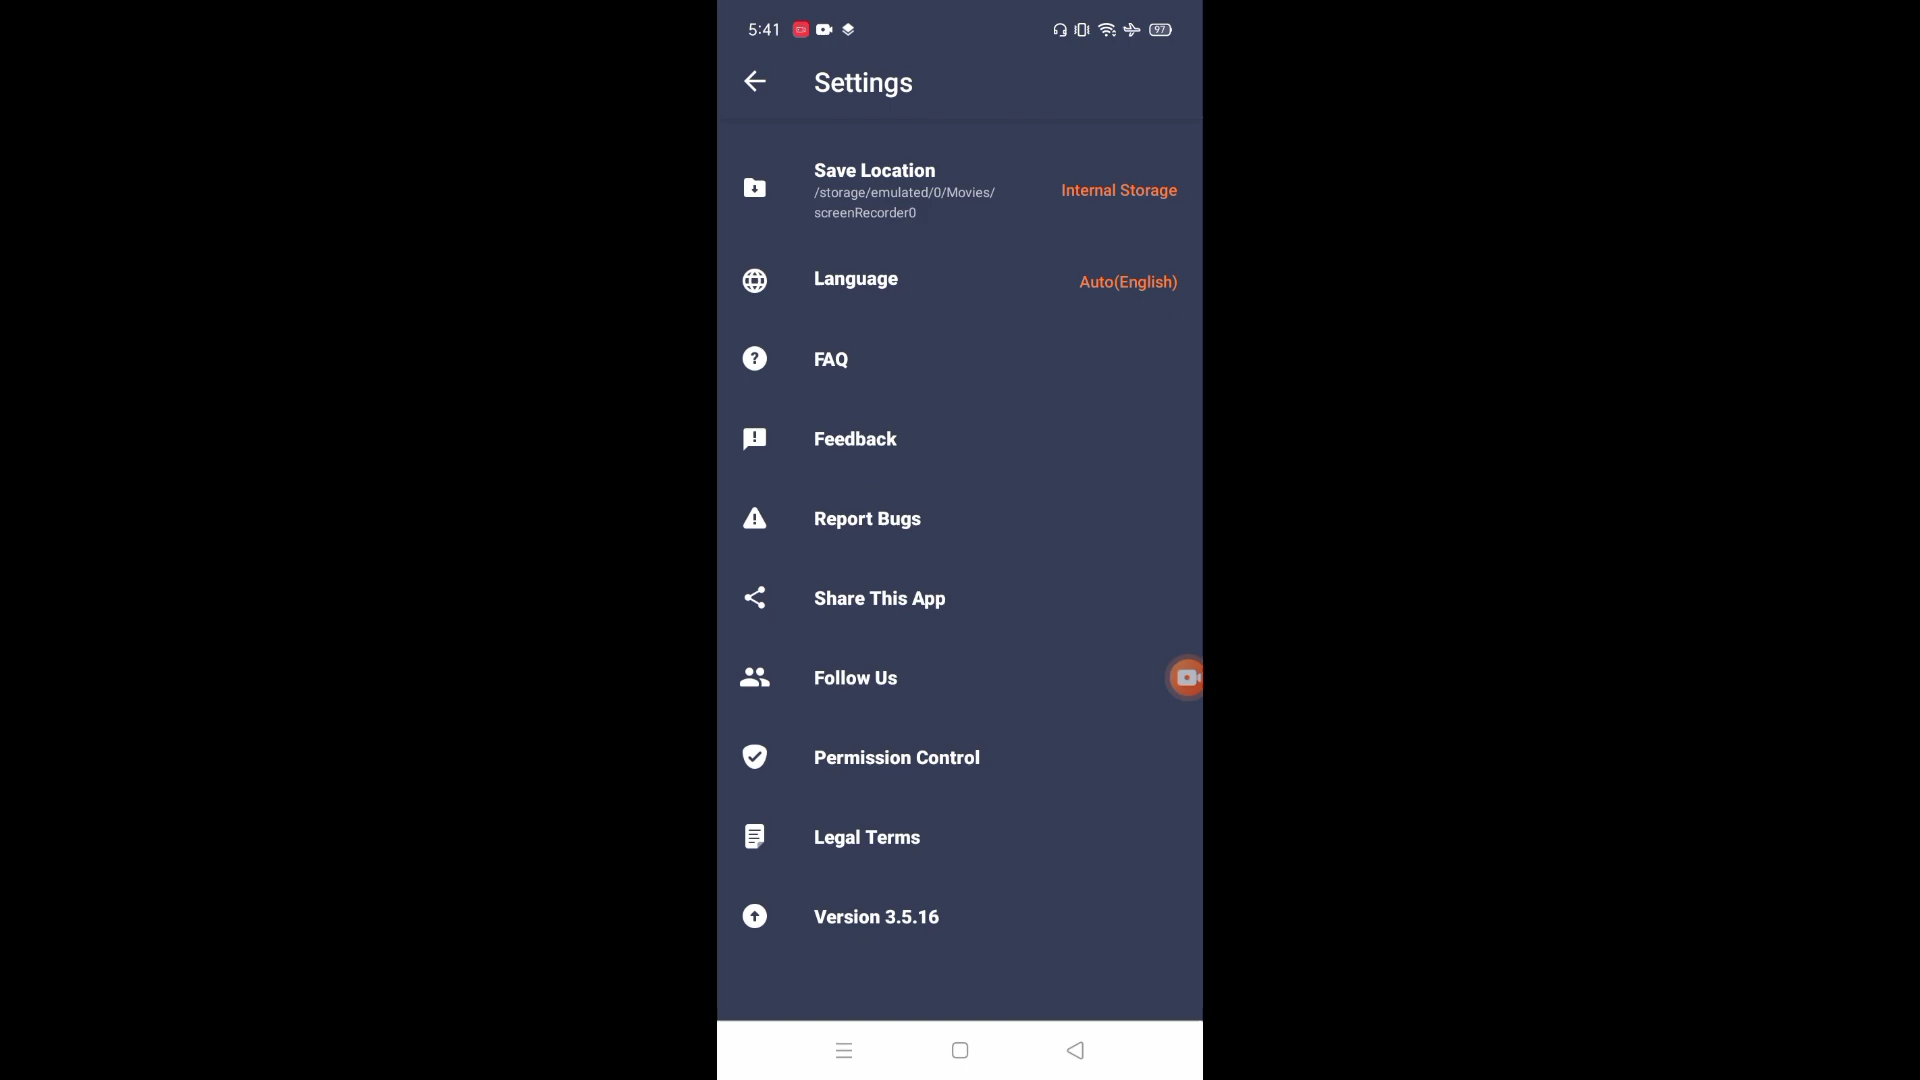 5:41
97
Settings
Save Location
/storage/emulated/0/Movies/
screenRecorder0
Internal Storage
Language
Auto(English)
FAQ
Feedback
Report Bugs
Share This App
Follow Us
Permission Control
Legal Terms
Version 3.5.16